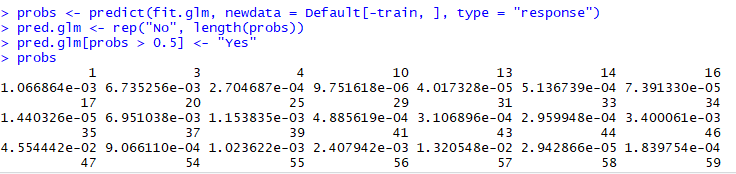 > probs <- predict(fit.glm, newdata = Default[-train, ], type = "response")
> pred.glm <- rep("No", length(probs))
> pred.glm[probs > 0.5] <- "Yes"
> probs
1 3 4 10 13 14 16
1.066864e-03 6.735256e-03 2.704687e-04 9.751618e-06 4.017328e-05 5.136739e-04 7.391330e-05
17 20 25 29 31 33 34
1.440326e-05 6.951038e-03 1.153835e-03 4.885619e-04 3.106896e-04 2.959948e-04 3.400061e-03
35 37 39 41 43 44 46
4.554442e-02 9.066110e-04 1.023622e-03 2.407942e-03 1.320548e-02 2.942866e-05 1.839754e-04
47 54 55 56 57 58 59